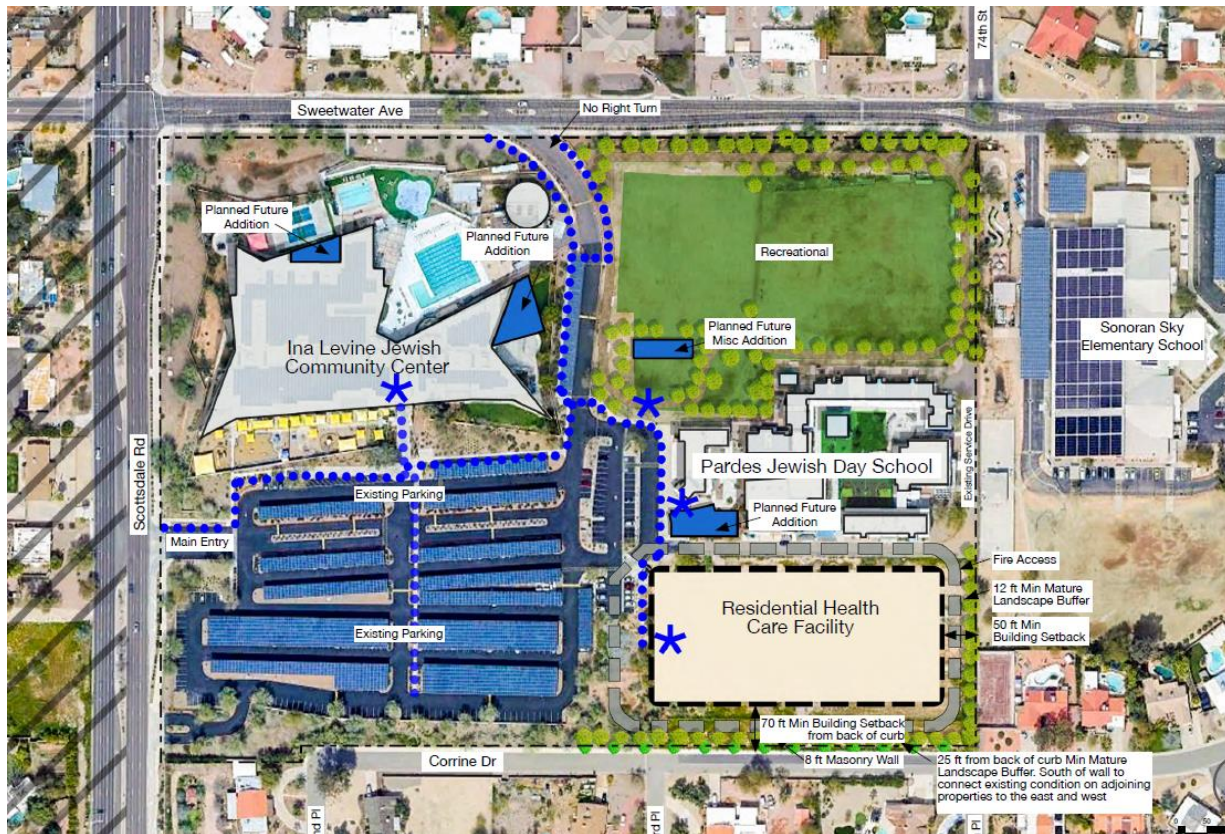 74th St
Sweetwater Ave
No Right Turn
Planned Future
Addition
Planned Future
Addition
Recreational
Planned Future
Misc Addition
Ina Levine Jewish
Community Center
Sonoran Sky
Elementary School
Scottsdale Rd
Existing Service Drive
Pardes Jewish Day School
Existing Parking
Planned Future
Addition
Main Entry
Fire Access
12 ft Min Mature
Landscape Buffer
Residential Health
Care Facility
50 ft Min
Building Setback
Existing Parking
70 ft Min Building Setback
from back of curb
8 ft Masonry Wall
Corrine Dr
25 ft from back of curb Min Mature
Landscape Buffer. South of wall to
connect existing condition on adjoining
properties to the east and west
rd Pl
Pl
0 50